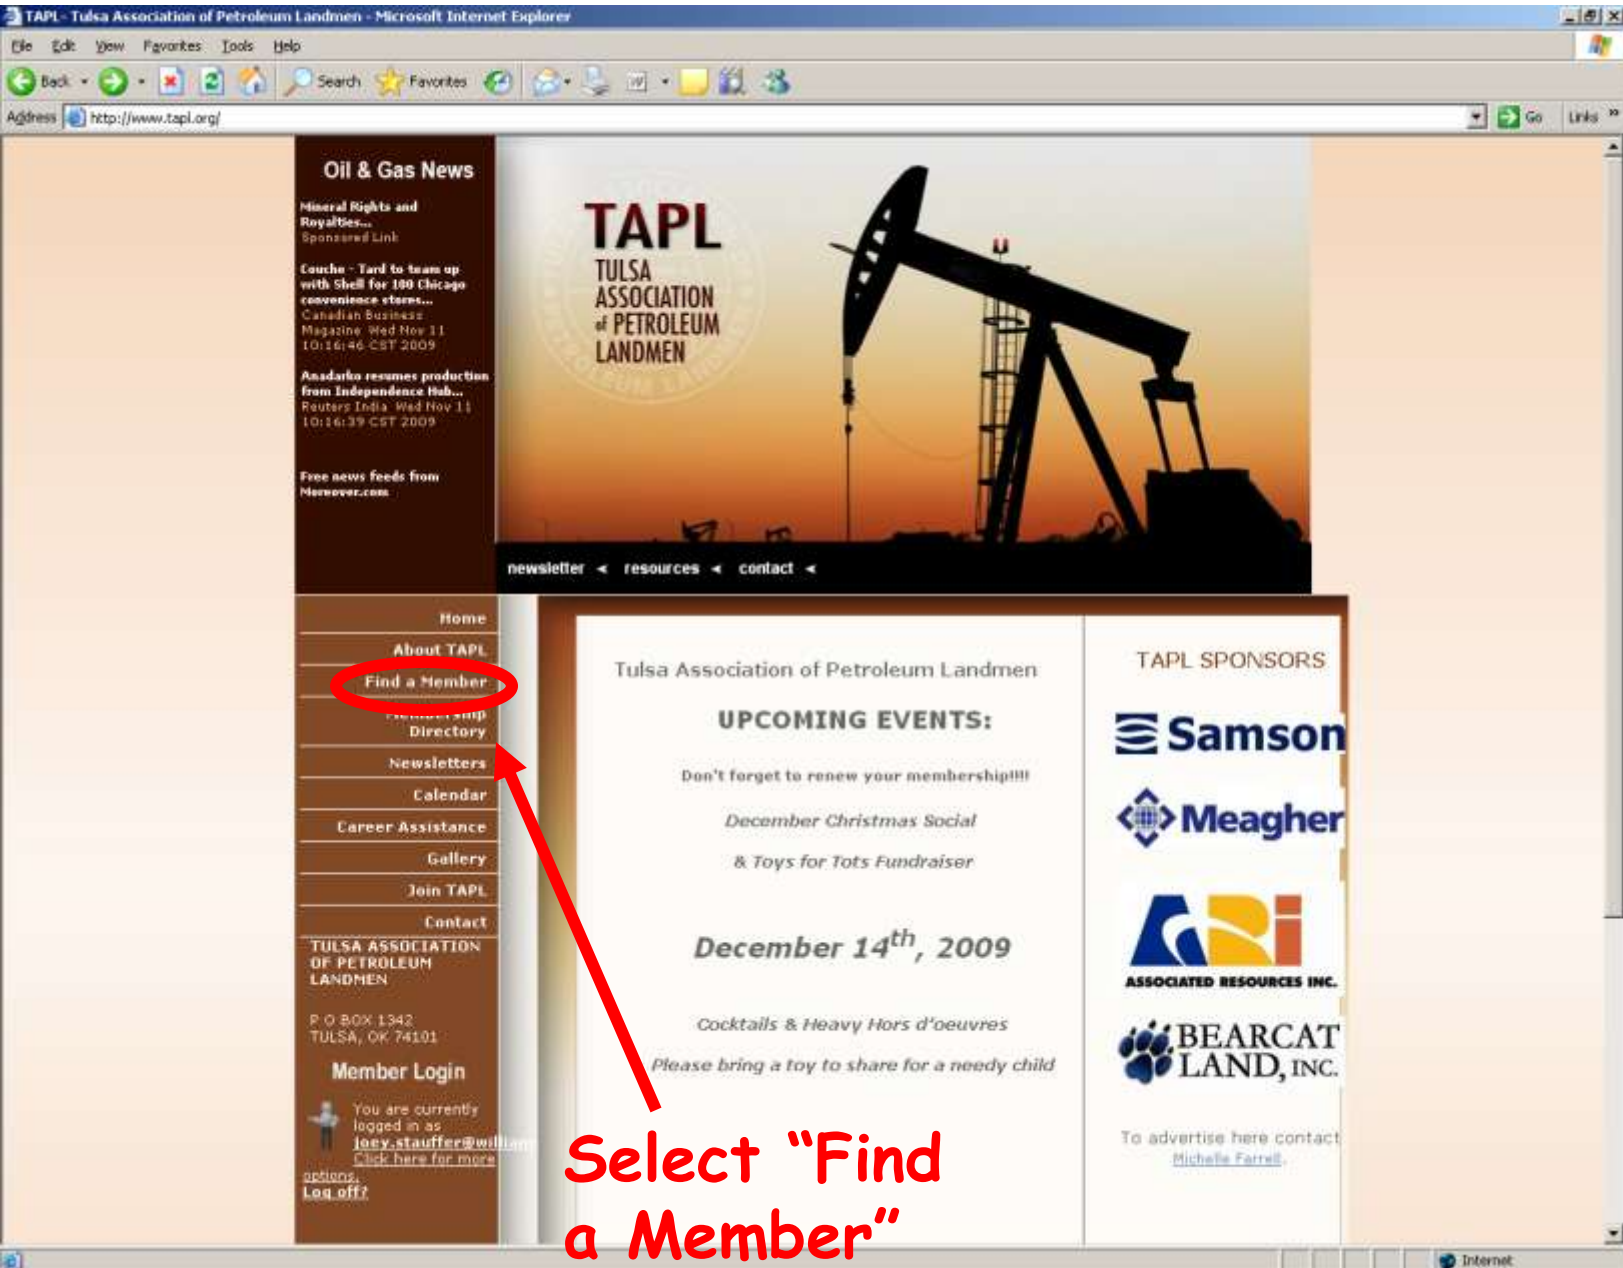 TAPL - Tulsa Association of Petroleum Landmen - Microsoft Internet Explorer
File Edit View Favorites Tools Help
Back Search Favorites
Address http://www.tapl.org/ Go Links »
Oil & Gas News
Mineral Rights and
Royalties...
Sponsored Link
Couche - Tard to team up
with Shell for 100 Chicago
convenience stores...
Canadian Business
Magazine Wed Nov 11
10:16:46 CST 2009
Anadarko resumes production
from Independence Hub...
Reuters India Wed Nov 11
10:16:39 CST 2009
Free news feeds from
Moreover.com
TAPL
TULSA
ASSOCIATION
of PETROLEUM
LANDMEN
newsletter resources contact
Home
About TAPL
Find a Member
Membership
Directory
Newsletters
Calendar
Career Assistance
Gallery
Join TAPL
Contact
TULSA ASSOCIATION
OF PETROLEUM
LANDMEN
P O BOX 1342
TULSA, OK 74101
Member Login
You are currently
logged in as
joey.stauffer@william
Click here for more
options.
Log off?
Tulsa Association of Petroleum Landmen
UPCOMING EVENTS:
Don't forget to renew your membership!!!!
December Christmas Social
& Toys for Tots Fundraiser
December 14th, 2009
Cocktails & Heavy Hors d'oeuvres
Please bring a toy to share for a needy child
TAPL SPONSORS
Samson
Meagher
ARi
ASSOCIATED RESOURCES INC.
BEARCAT
LAND, INC.
To advertise here contact
Michelle Farrell.
Select “Find
a Member”
Internet